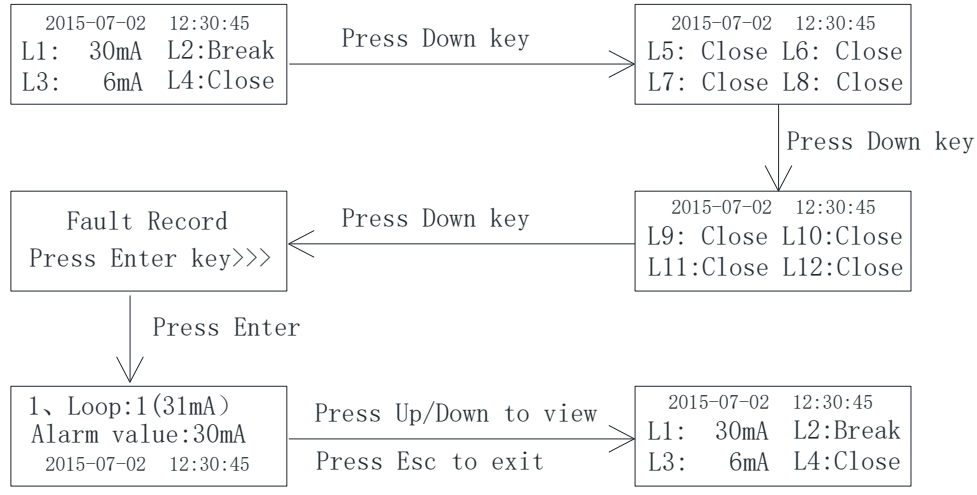 2015-07-02 12:30:45
L1: 30mA L2:Break
L3: 6mA L4:Close
Press Down key
2015-07-02 12:30:45
L5: Close L6: Close
L7: Close L8: Close
Press Down key
2015-07-02 12:30:45
L9: Close L10:Close
L11:Close L12:Close
Press Down key
Fault Record
Press Enter key>>>
Press Enter
1、Loop:1(31mA）
Alarm value:30mA
2015-07-02 12:30:45
Press Up/Down to view
Press Esc to exit
2015-07-02 12:30:45
L1: 30mA L2:Break
L3: 6mA L4:Close